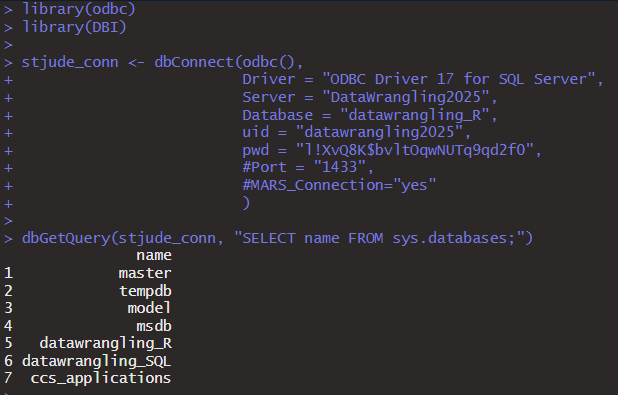 > library(odbc)
> library(DBI)
>
> stjude_conn <- dbConnect(odbc(),
+ Driver = "ODBC Driver 17 for SQL Server",
+ Server = "DataWrangling2025",
+ Database = "datawrangling_R",
+ uid = "datawrangling2025",
+ pwd = "l!XvQ8K$bvltOqwNUTq9qd2f0",
+ #Port = "1433",
+ #MARS_Connection="yes"
+ )
>
> dbGetQuery(stjude_conn, "SELECT name FROM sys.databases;")
name
1 master
2 tempdb
3 model
4 msdb
5 datawrangling_R
6 datawrangling_SQL
7 ccs_applications